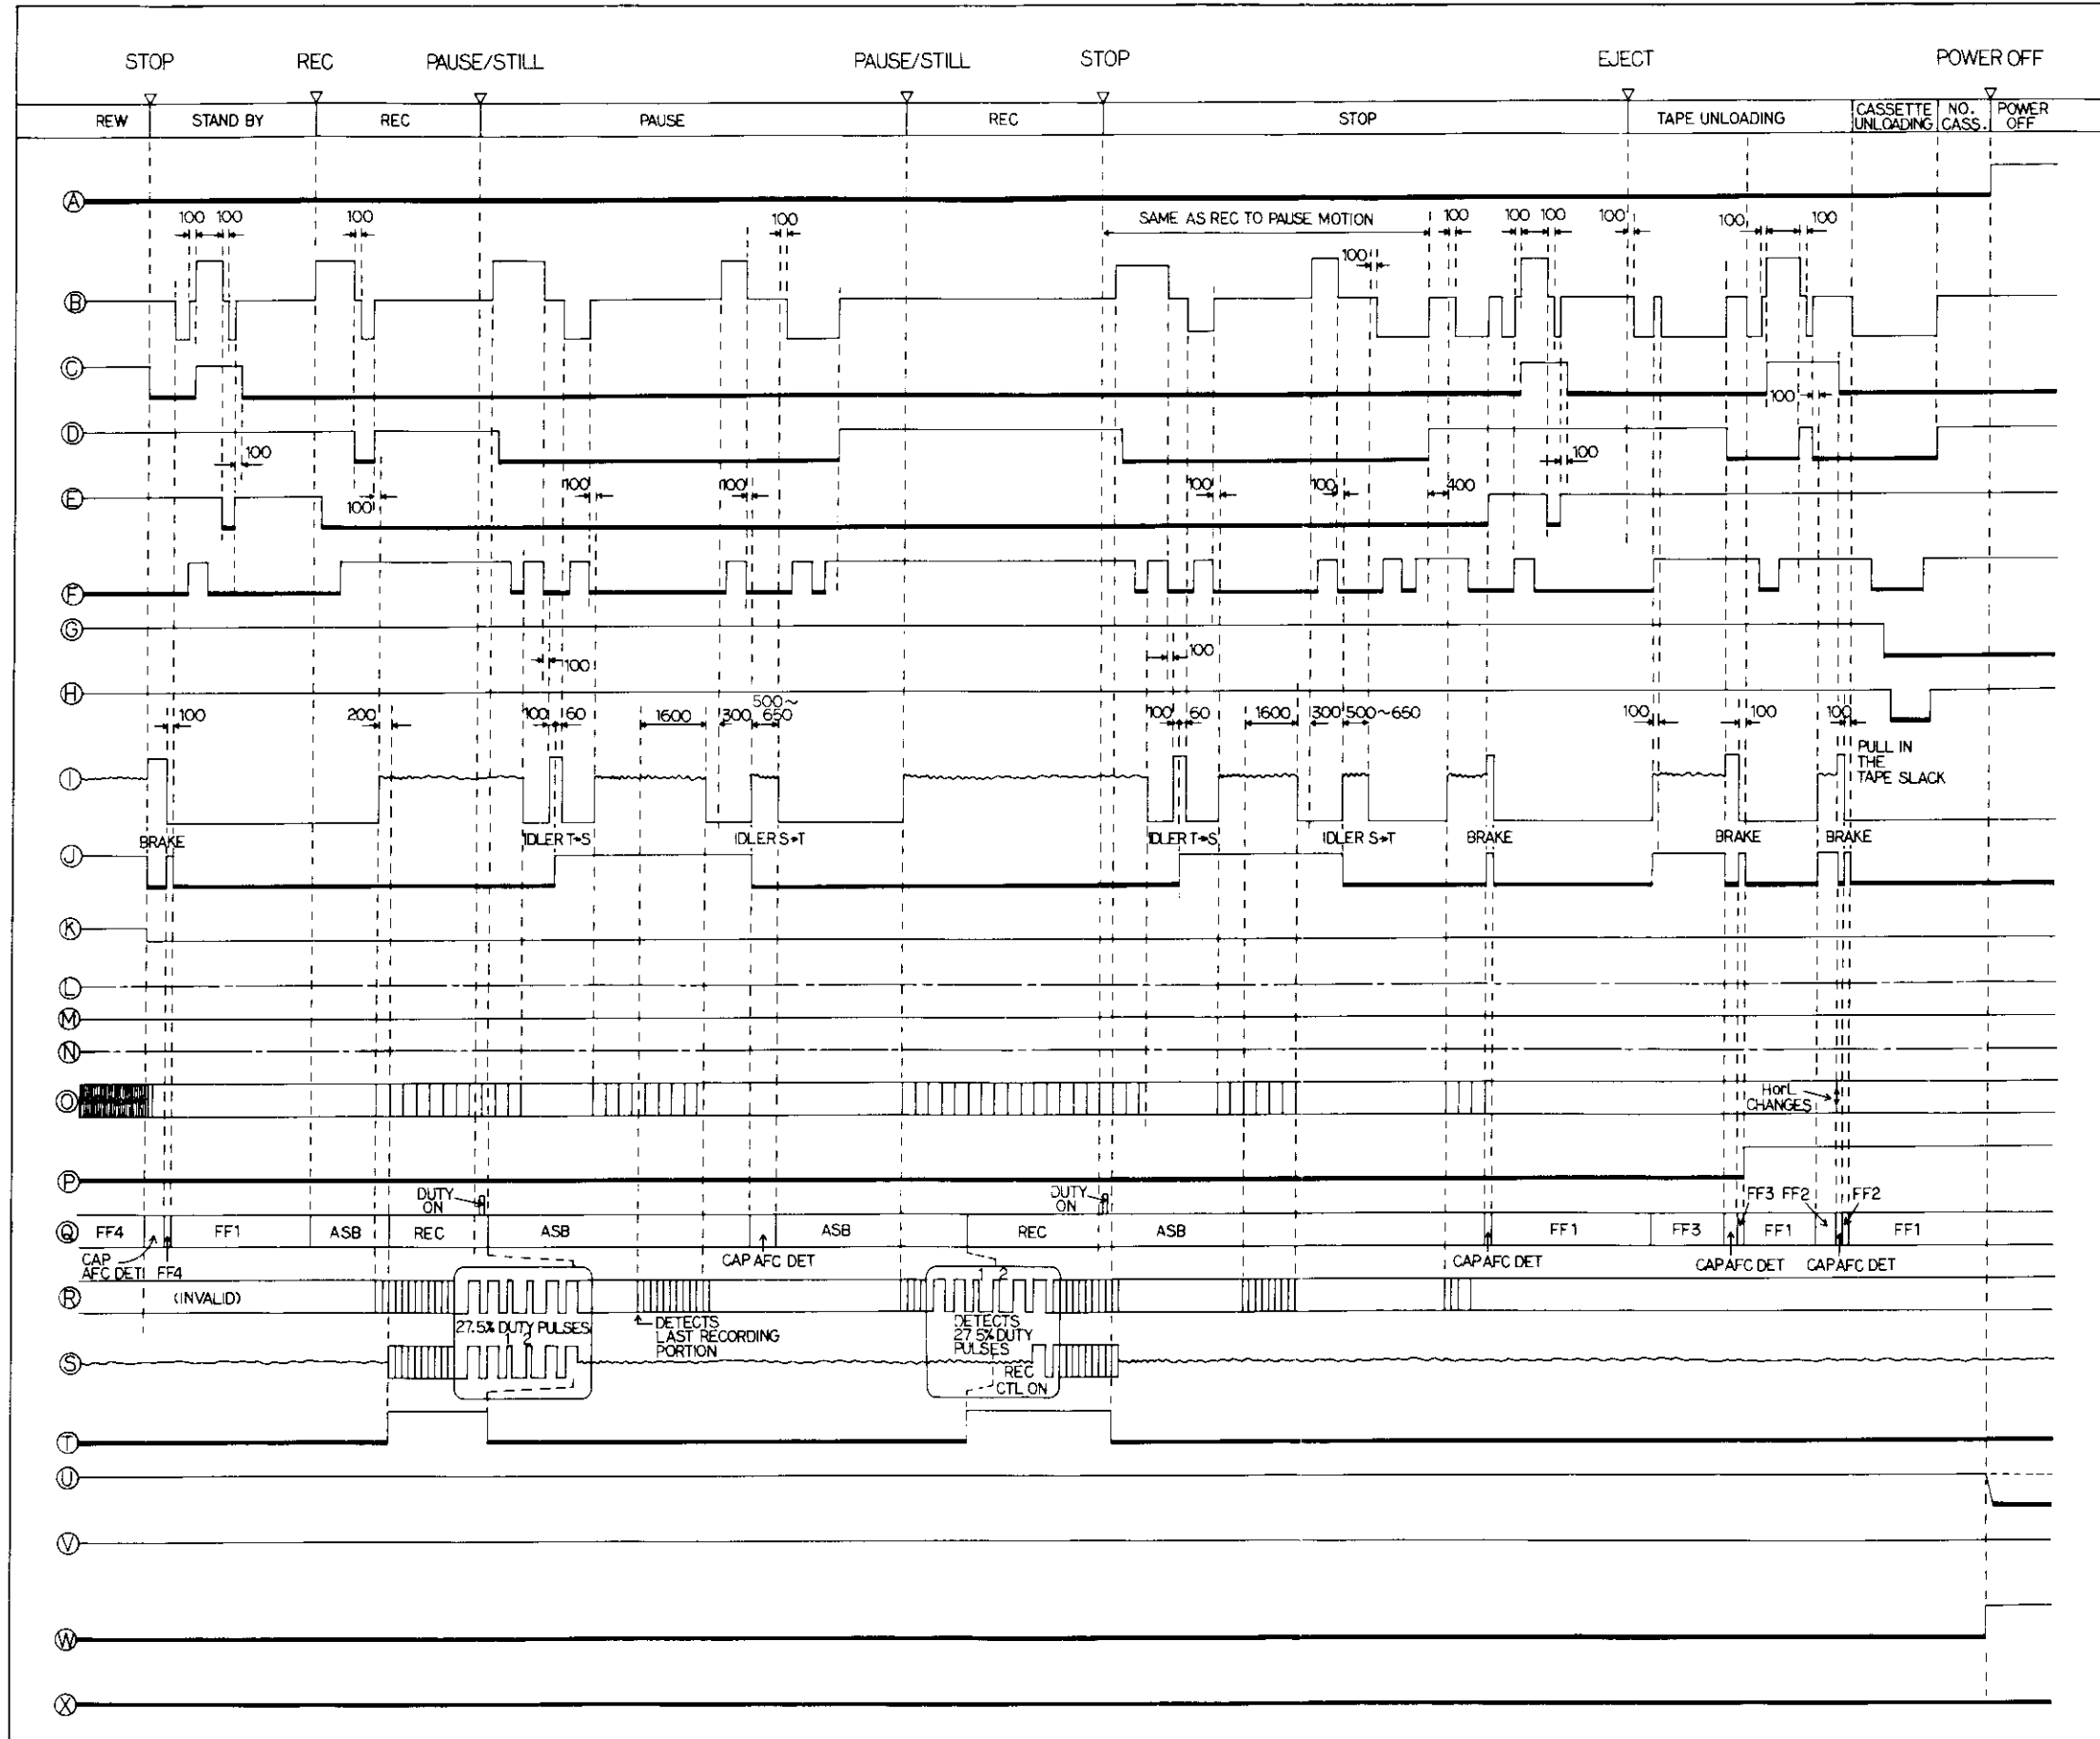 STOP REC PAUSE/STILL PAUSE/STILL STOP EJECT POWER OFF
REW STAND BY REC PAUSE REC STOP TAPE UNLOADING CASSETTE UNLOADING NO. CASS. POWER OFF
A
100 100 100 100 SAME AS REC TO PAUSE MOTION 100 100 100 100 100 100
100
B
C
100
D
100 100
E
100 100 100 100 100 400
F
G
100 100
H
100 200 100 60 1600 300 500~650 100 60 1600 300 500~650 100 100 100
PULL IN
THE
TAPE SLACK
I
BRAKE IDLER T→S IDLER S→T IDLER T→S IDLER S→T BRAKE BRAKE BRAKE
J
K
L
M
N
O
HorL
CHANGES
P
DUTY ON DUTY ON FF3 FF2 FF2
Q FF4 FF1 ASB REC ASB ASB REC ASB FF1 FF3 FF1 FF1
CAP AFC DET FF4 CAP AFC DET CAP AFC DET CAP AFC DET CAP AFC DET
R (INVALID) 1 2
27.5% DUTY PULSES
1 2
DETECTS
LAST RECORDING
PORTION
DETECTS
27.5% DUTY
PULSES
S
REC
CTL ON
T
U
V
W
X